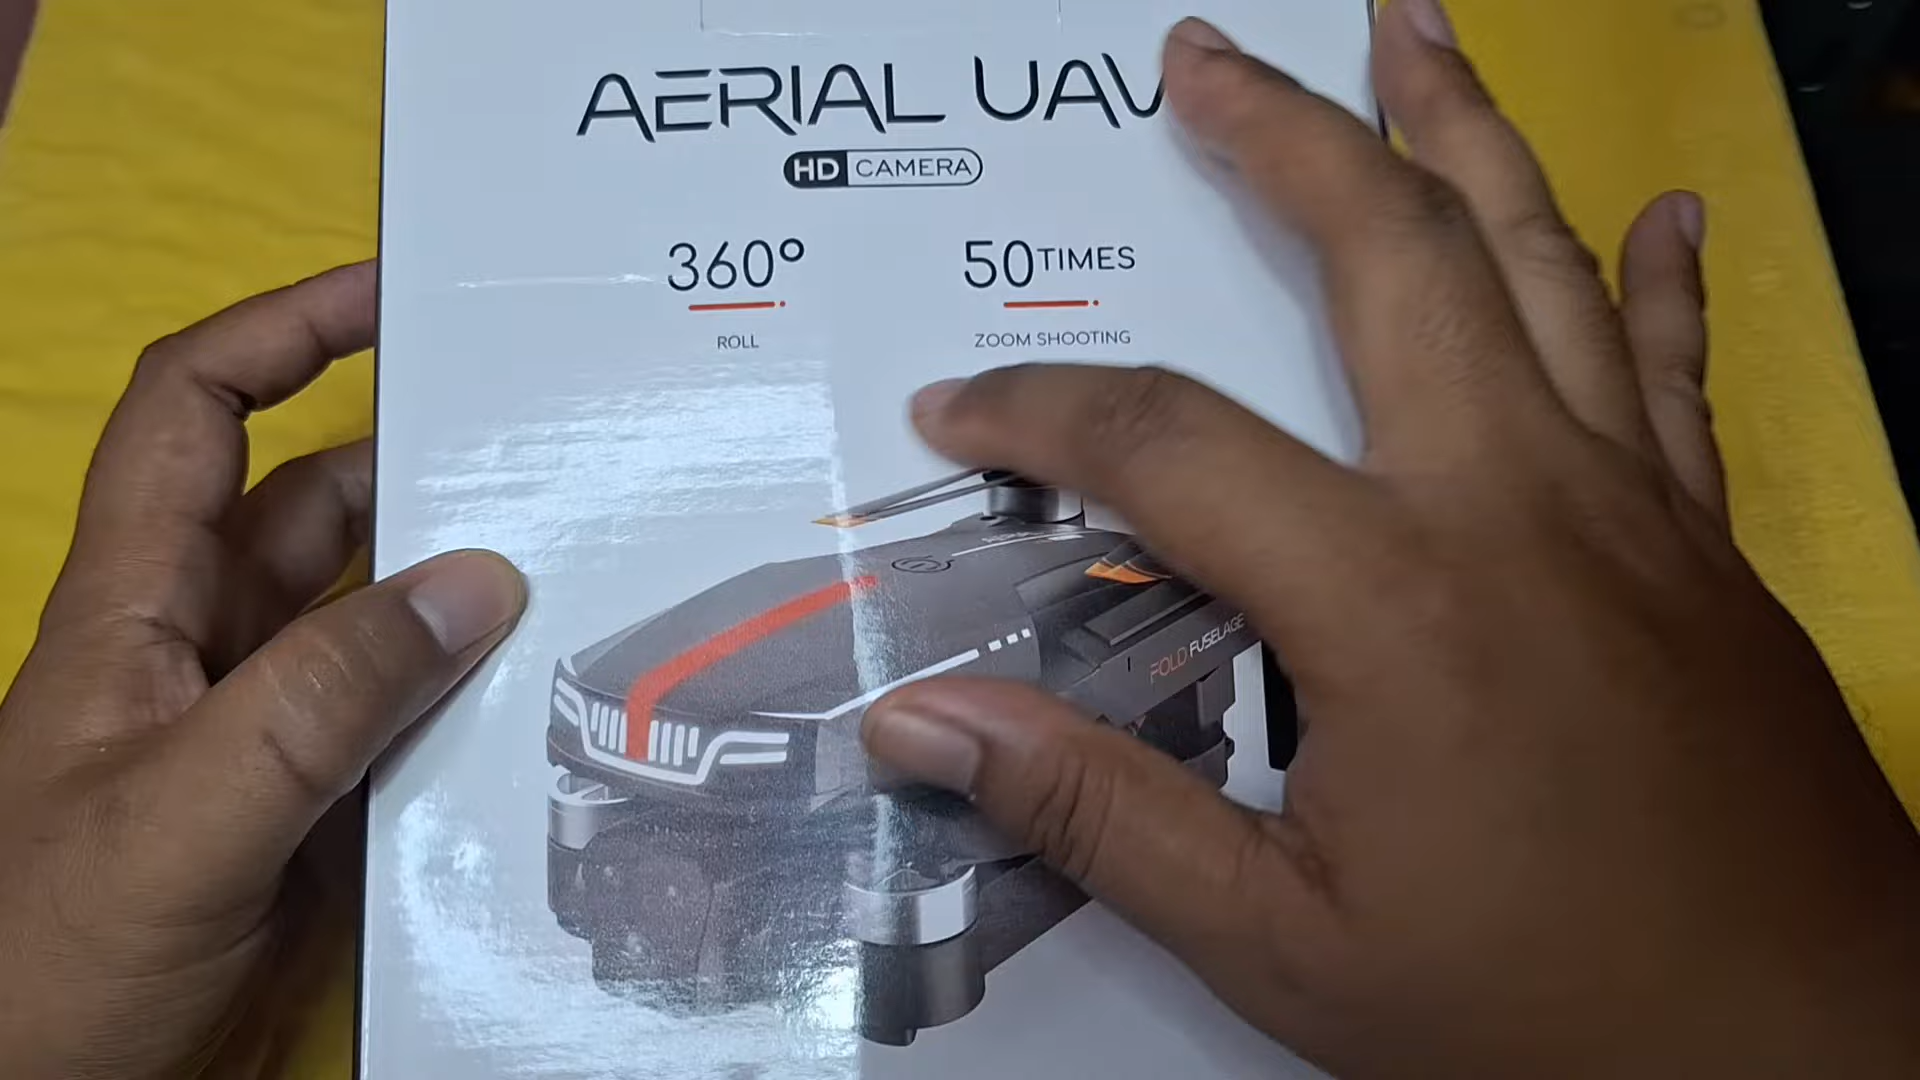 AERIAL UAV
HD CAMERA
360° 50 TIMES
ROLL ZOOM SHOOTING
FOLD FUSELAGE